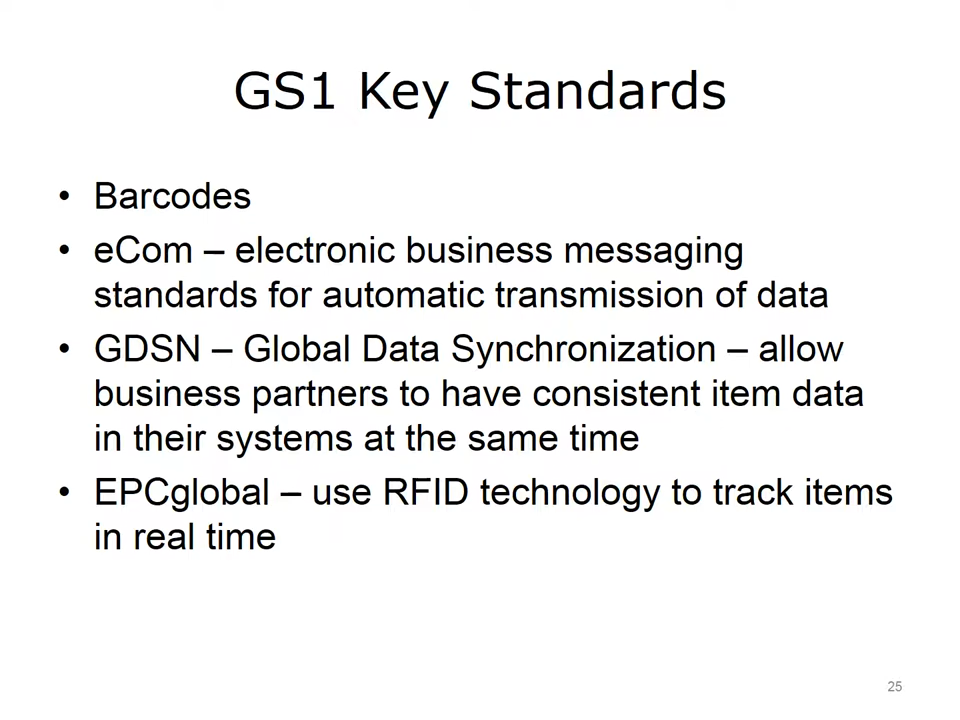 GS1 Key Standards
• Barcodes
• eCom – electronic business messaging
standards for automatic transmission of data
• GDSN – Global Data Synchronization – allow
business partners to have consistent item data
in their systems at the same time
• EPCglobal – use RFID technology to track items
in real time
25